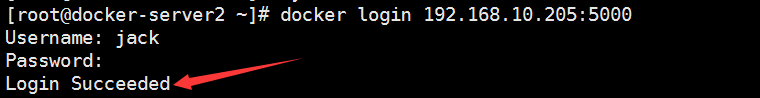 [root@docker-server2 ~]# docker login 192.168.10.205:5000
Username: jack
Password:
Login Succeeded